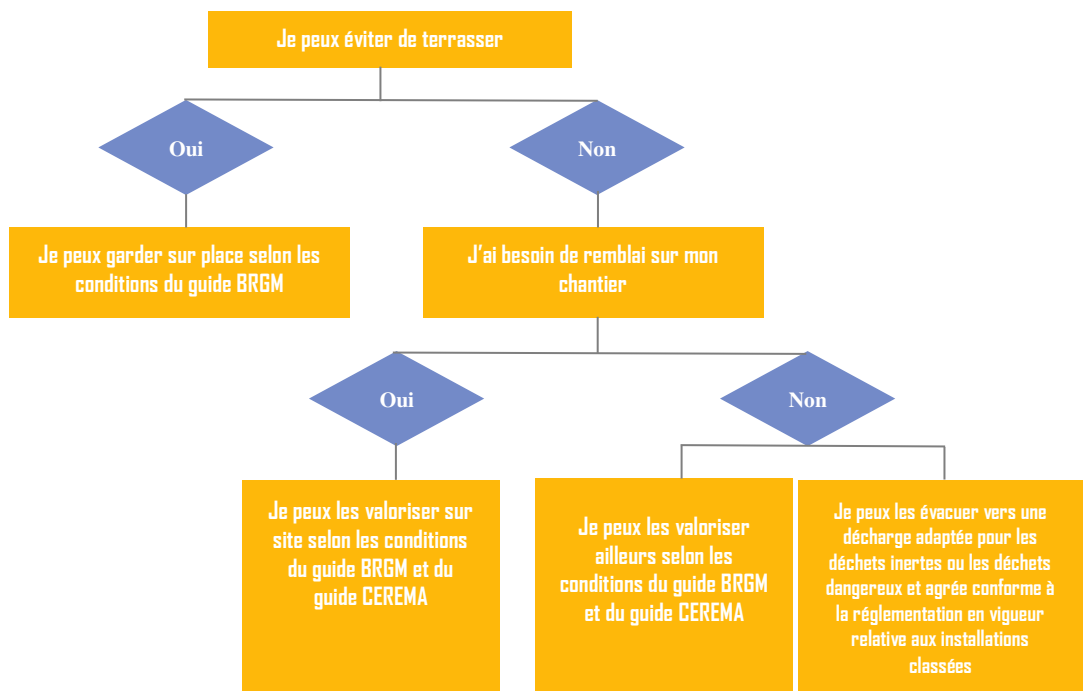 Je peux éviter de terrasser
Oui
Non
Je peux garder sur place selon les
conditions du guide BRGM
J'ai besoin de remblai sur mon
chantier
Oui
Non
Je peux les valoriser sur
site selon les conditions
du guide BRGM et du
guide CEREMA
Je peux les valoriser
ailleurs selon les
conditions du guide BRGM
et du guide CEREMA
Je peux les évacuer vers une
décharge adaptée pour les
déchets inertes ou les déchets
dangereux et agrée conforme à
la réglementation en vigueur
relative aux installations
classées